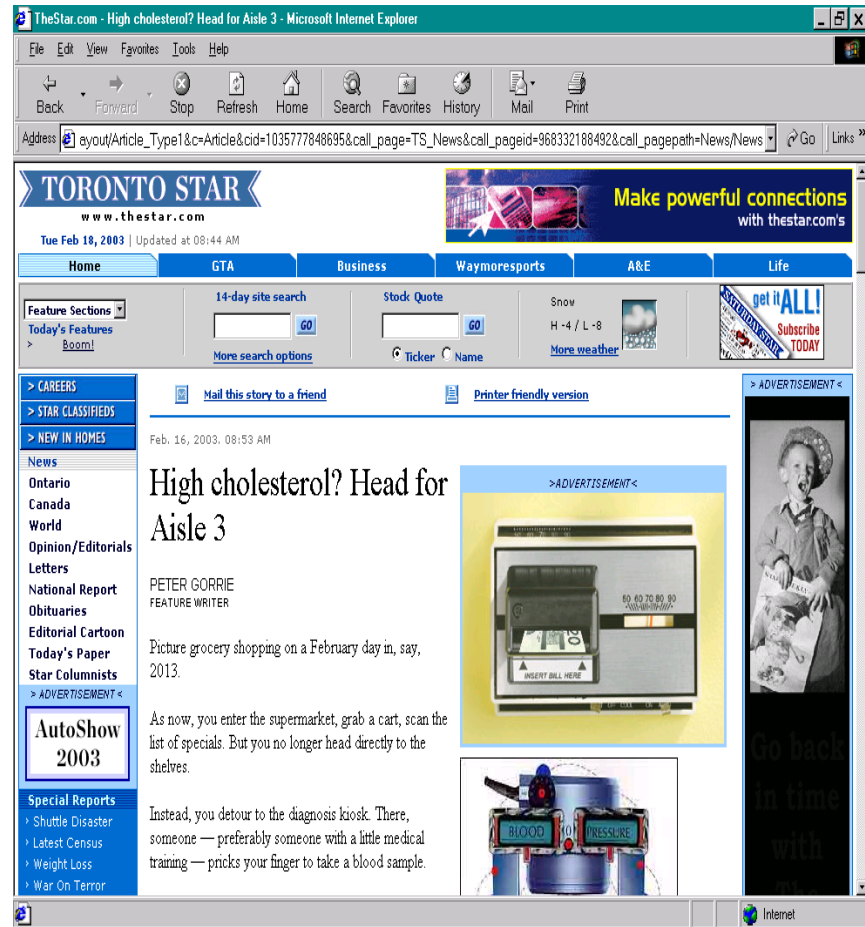 TheStar.com - High cholesterol? Head for Aisle 3 - Microsoft Internet Explorer
File Edit View Favorites Tools Help
Back Forward Stop Refresh Home Search Favorites History Mail Print
Address ayout/Article_Type1&c=Article&cid=1035777848695&call_page=TS_News&call_pageid=968332188492&call_pagepath=News/News Go Links »
TORONTO STAR
www.thestar.com
Tue Feb 18, 2003 | Updated at 08:44 AM
Make powerful connections
with thestar.com's
Home GTA Business Waymoresports A&E Life
Feature Sections
Today's Features
> Boom!
14-day site search
GO
More search options
Stock Quote
GO
Ticker Name
Snow
H -4 / L -8
More weather
SATURDAY STAR
get it ALL!
Subscribe
TODAY
> CAREERS
> STAR CLASSIFIEDS
> NEW IN HOMES
News
Ontario
Canada
World
Opinion/Editorials
Letters
National Report
Obituaries
Editorial Cartoon
Today's Paper
Star Columnists
> ADVERTISEMENT <
AutoShow
2003
Special Reports
> Shuttle Disaster
> Latest Census
> Weight Loss
> War On Terror
Mail this story to a friend
Printer friendly version
Feb. 16, 2003. 08:53 AM
High cholesterol? Head for
Aisle 3
PETER GORRIE
FEATURE WRITER
Picture grocery shopping on a February day in, say,
2013.
As now, you enter the supermarket, grab a cart, scan the
list of specials. But you no longer head directly to the
shelves.
Instead, you detour to the diagnosis kiosk. There,
someone — preferably someone with a little medical
training — pricks your finger to take a blood sample.
>ADVERTISEMENT<
50 60 70 80 90
INSERT BILL HERE
BLOOD PRESSURE
> ADVERTISEMENT <
Go back
in time
with
The
Internet